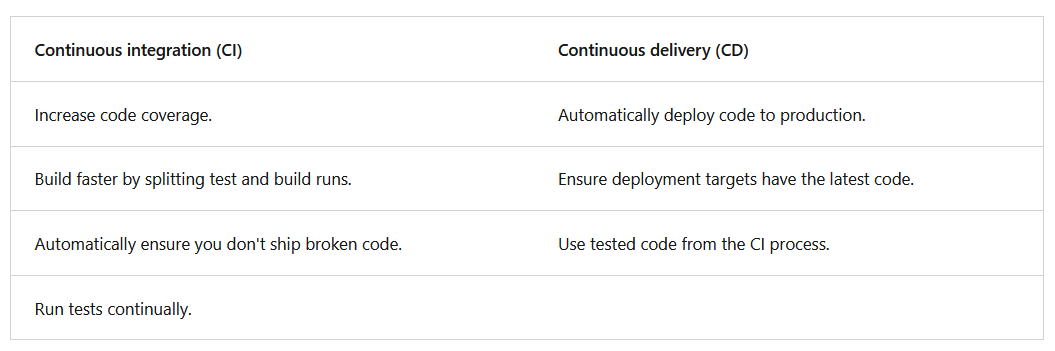 Continuous integration (CI)
Continuous delivery (CD)
Increase code coverage.
Automatically deploy code to production.
Build faster by splitting test and build runs.
Ensure deployment targets have the latest code.
Automatically ensure you don't ship broken code.
Use tested code from the CI process.
Run tests continually.